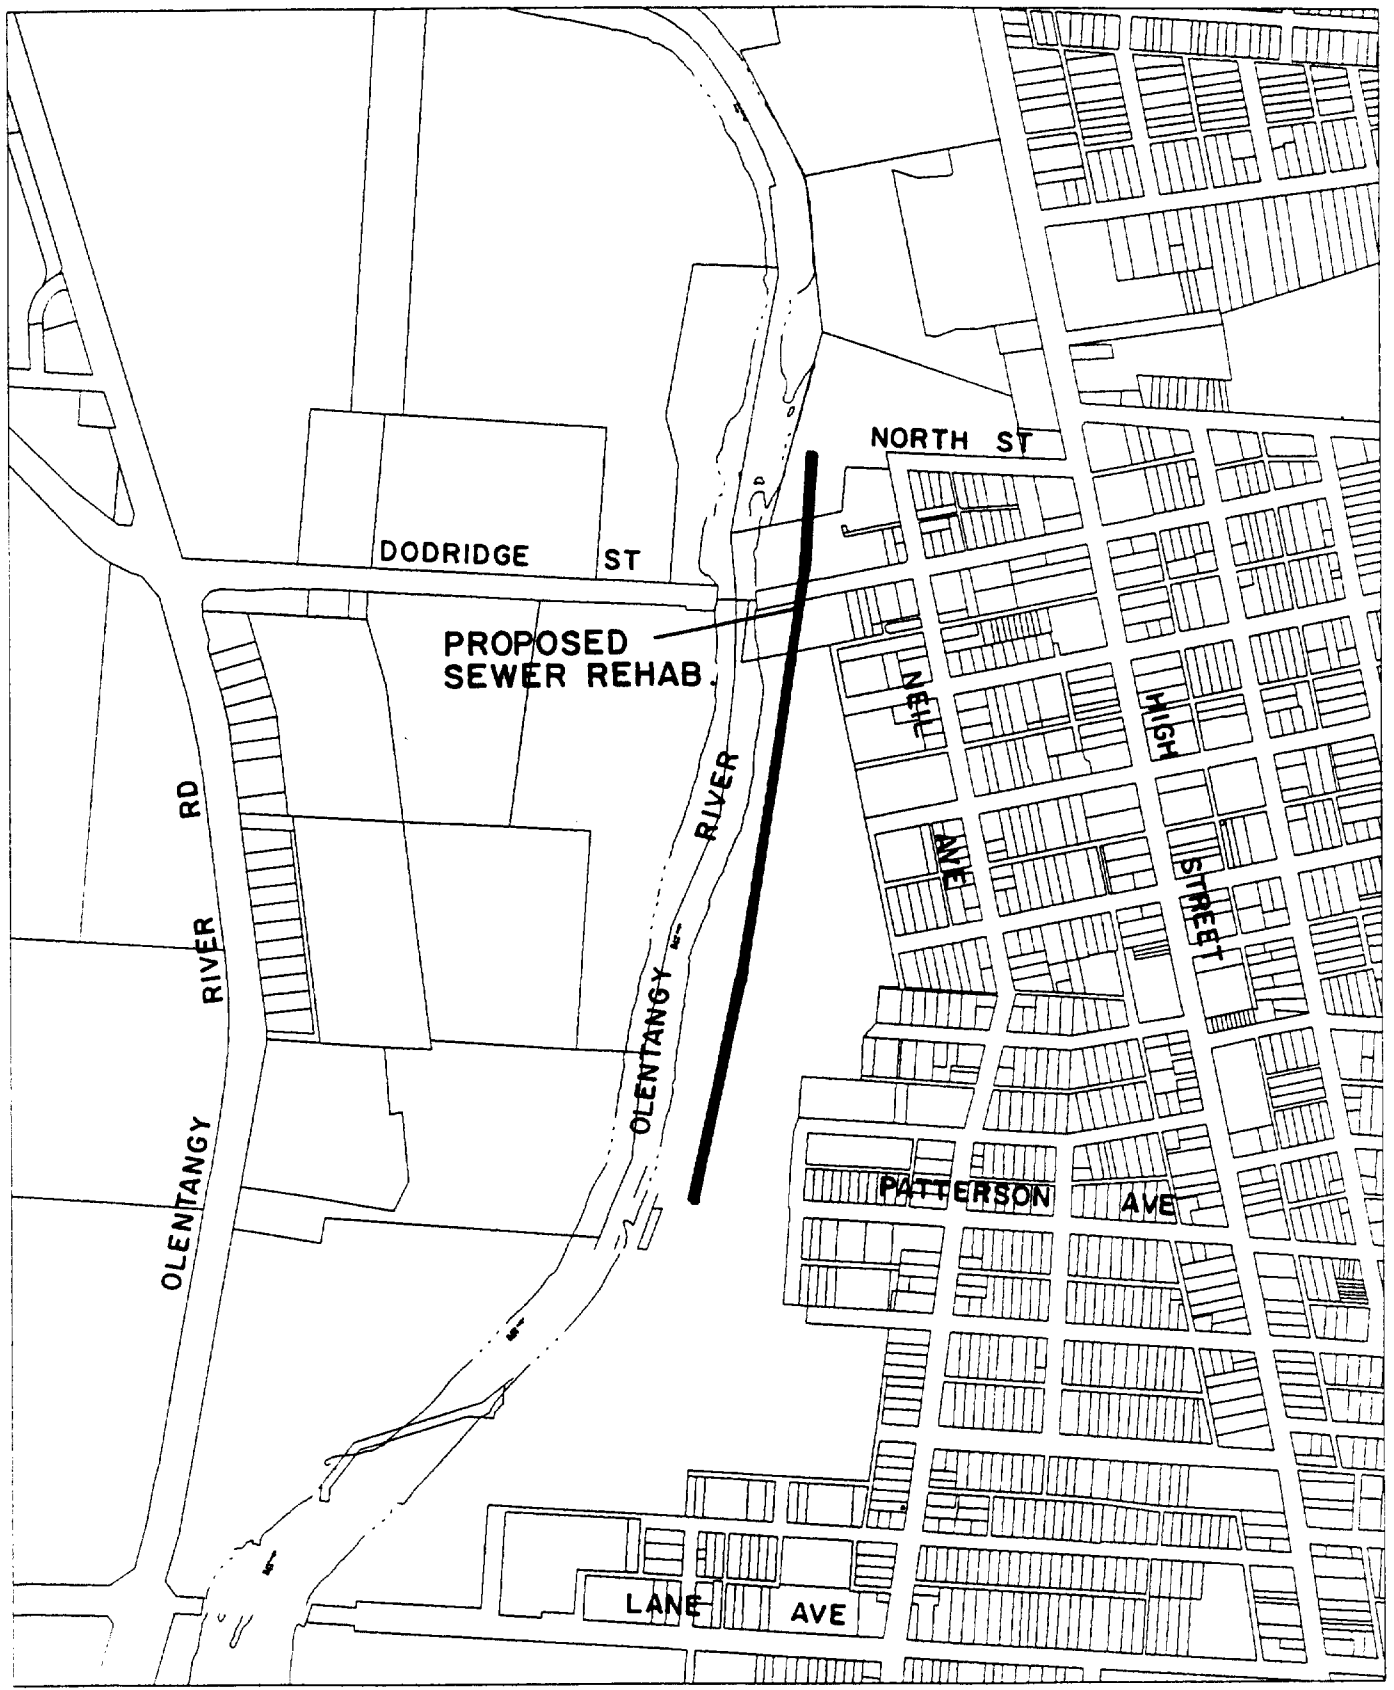 NORTH ST
DODRIDGE ST
PROPOSED
SEWER REHAB.
NEIL AVE
HIGH STREET
OLENTANGY RIVER
OLENTANGY RIVER RD
PATTERSON AVE
LANE AVE